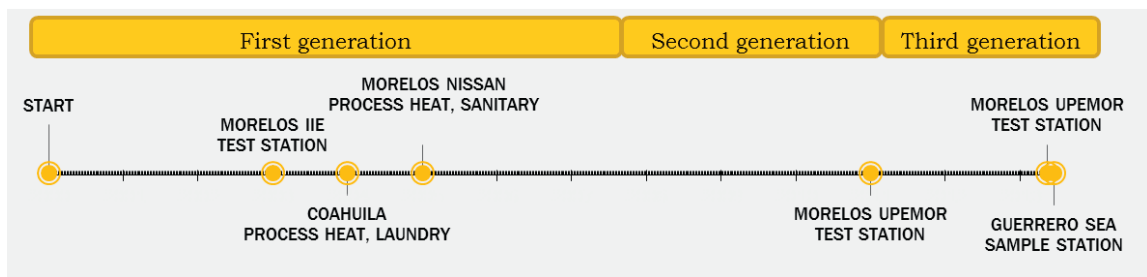 First generation
Second generation
Third generation
START
MORELOS IIE
TEST STATION
COAHUILA
PROCESS HEAT, LAUNDRY
MORELOS NISSAN
PROCESS HEAT, SANITARY
MORELOS UPEMOR
TEST STATION
MORELOS UPEMOR
TEST STATION
GUERRERO SEA
SAMPLE STATION